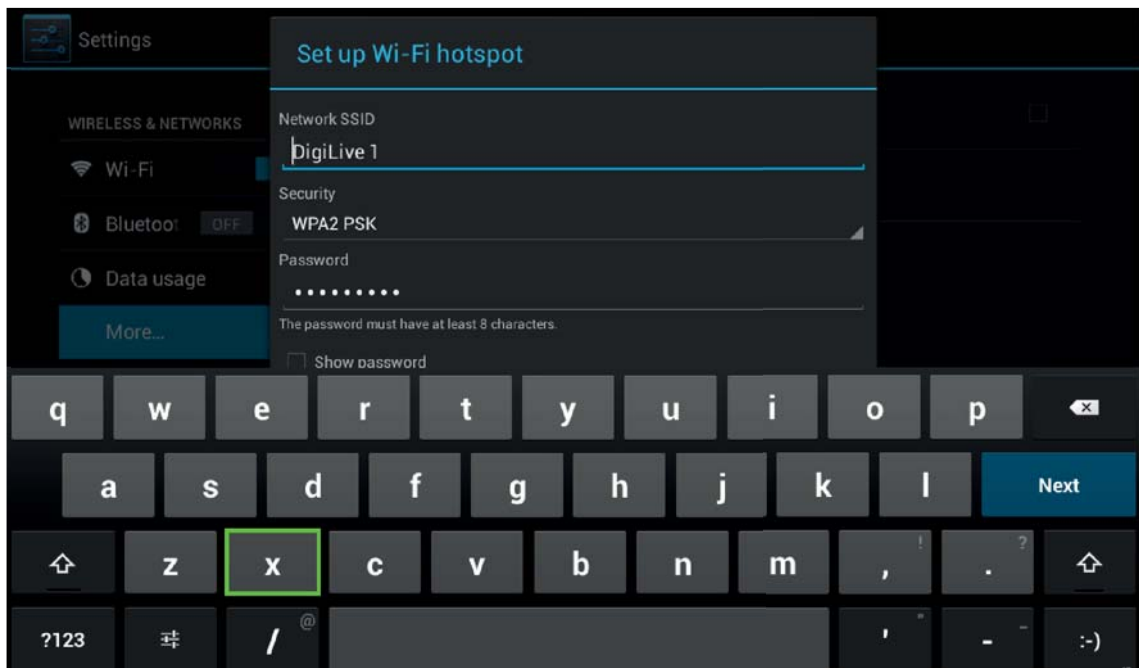 Settings
Set up Wi-Fi hotspot
WIRELESS & NETWORKS
Wi-Fi
Bluetoot OFF
Data usage
More...
Network SSID
DigiLive 1
Security
WPA2 PSK
Password
•••••••••
The password must have at least 8 characters.
Show password
q w e r t y u i o p
a s d f g h j k l Next
z x c v b n m , ! . ?
?123 / @ ' " - _ :-)